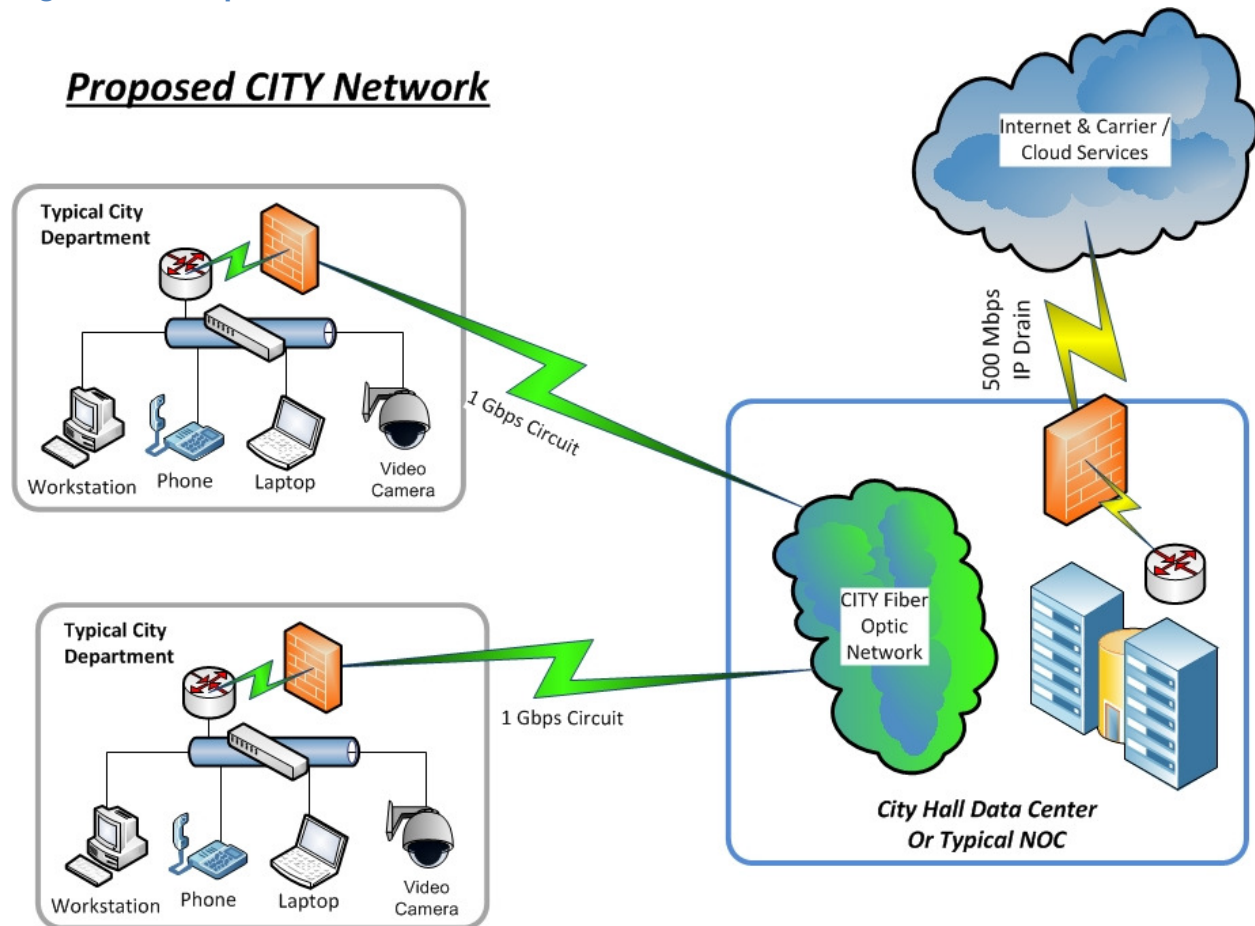 Proposed CITY Network
Internet & Carrier /
Cloud Services
Typical City
Department
500 Mbps
IP Drain
1 Gbps Circuit
Workstation
Phone
Laptop
Video
Camera
CITY Fiber
Optic
Network
Typical City
Department
1 Gbps Circuit
City Hall Data Center
Or Typical NOC
Workstation
Phone
Laptop
Video
Camera